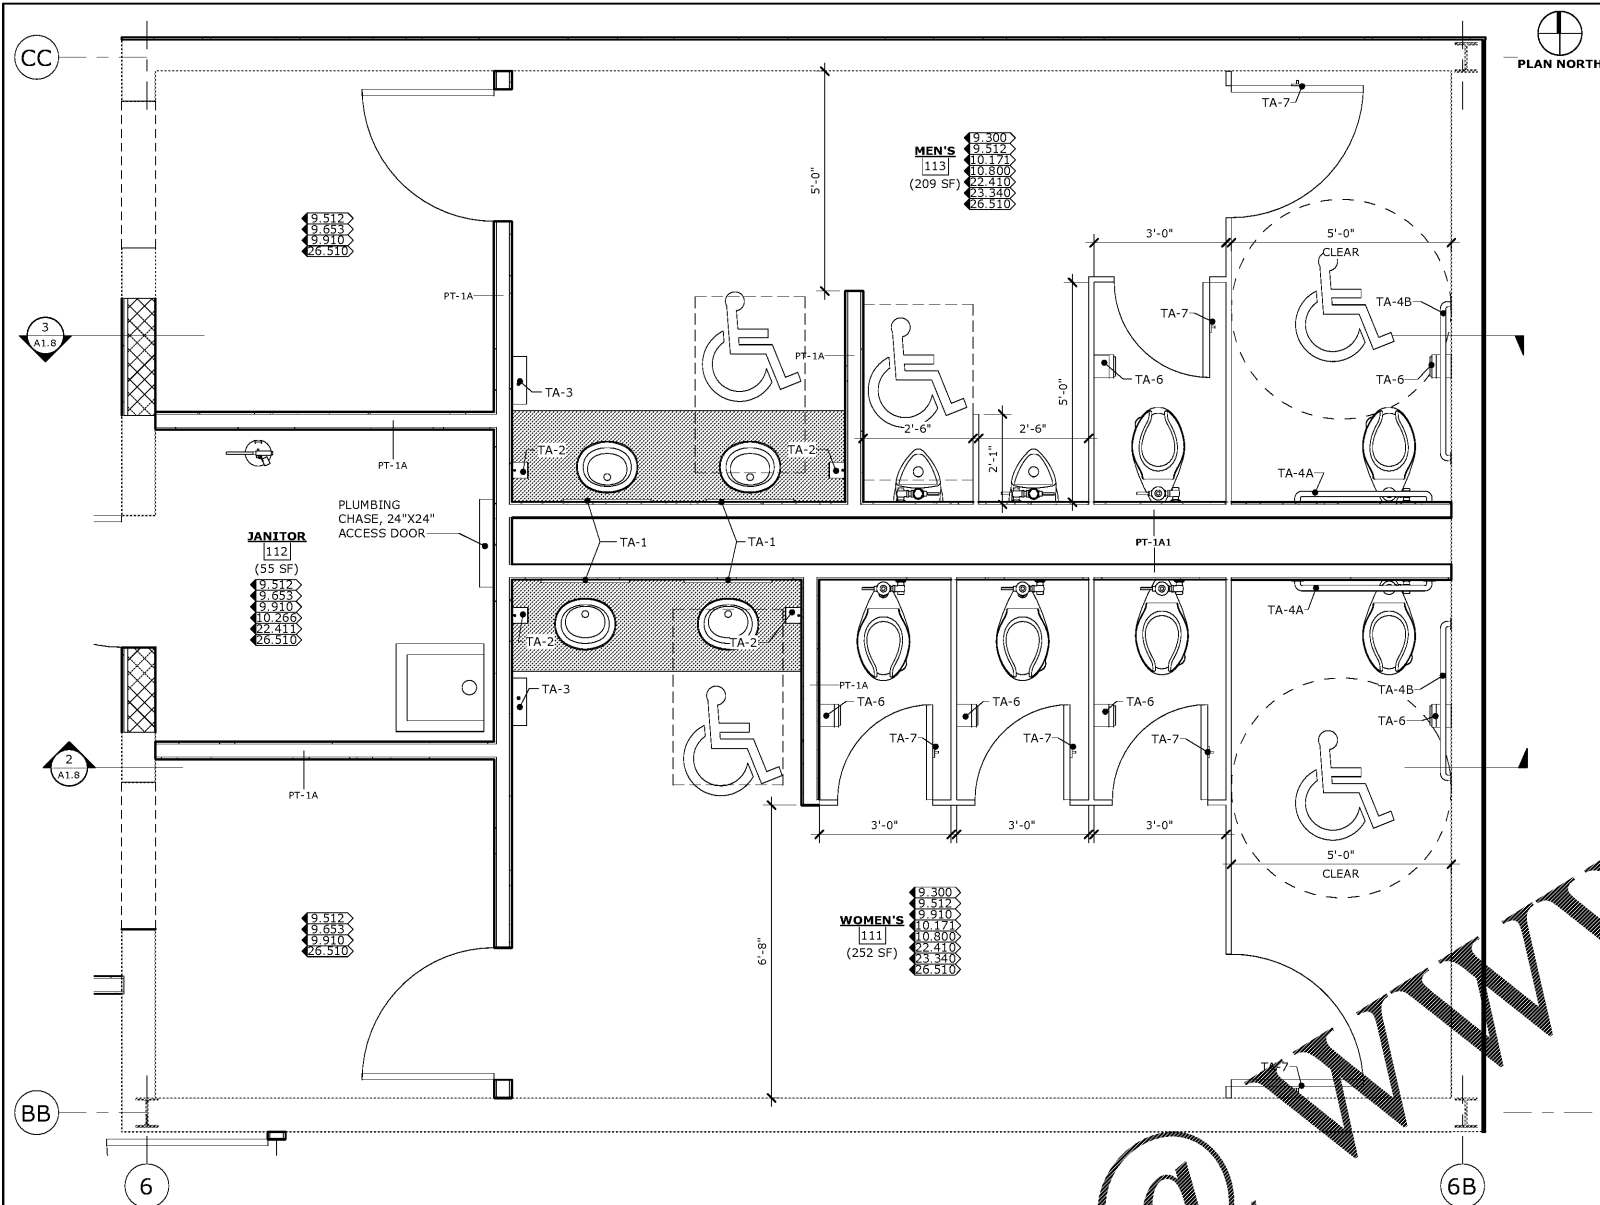 CC
PLAN NORTH
TA-7
MEN'S
113
(209 SF)
9.300
9.512
10.171
10.800
22.410
23.340
26.510
5'-0"
9.512
9.653
9.910
26.510
3'-0"
5'-0"
CLEAR
PT-1A
TA-7
TA-4B
3
A1.8
PT-1A
TA-6
TA-6
TA-3
5'-0"
2'-6"
2'-6"
TA-2
TA-2
2'-1"
PT-1A
TA-4A
PLUMBING
CHASE, 24"X24"
ACCESS DOOR
JANITOR
112
(55 SF)
9.512
9.653
9.910
10.266
22.411
26.510
TA-1
TA-1
PT-1A1
TA-4A
TA-2
TA-2
TA-3
PT-1A
TA-6
TA-6
TA-6
TA-4B
TA-6
TA-7
TA-7
TA-7
2
A1.8
PT-1A
3'-0"
3'-0"
3'-0"
5'-0"
CLEAR
9.512
9.653
9.910
26.510
WOMEN'S
111
(252 SF)
9.300
9.512
9.910
10.171
10.800
22.410
23.340
26.510
6'-8"
TA-7
BB
6
6B
@ www